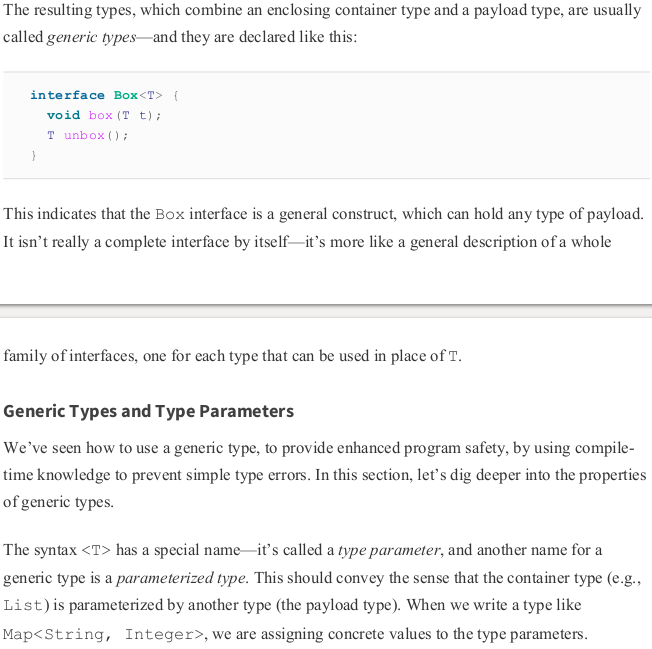 The resulting types, which combine an enclosing container type and a payload type, are usually
called generic types—and they are declared like this:
interface Box<T> {
  void box(T t);
  T unbox();
}
This indicates that the Box interface is a general construct, which can hold any type of payload.
It isn’t really a complete interface by itself—it’s more like a general description of a whole
family of interfaces, one for each type that can be used in place of T.
Generic Types and Type Parameters
We’ve seen how to use a generic type, to provide enhanced program safety, by using compile-
time knowledge to prevent simple type errors. In this section, let’s dig deeper into the properties
of generic types.
The syntax <T> has a special name—it’s called a type parameter, and another name for a
generic type is a parameterized type. This should convey the sense that the container type (e.g.,
List) is parameterized by another type (the payload type). When we write a type like
Map<String, Integer>, we are assigning concrete values to the type parameters.